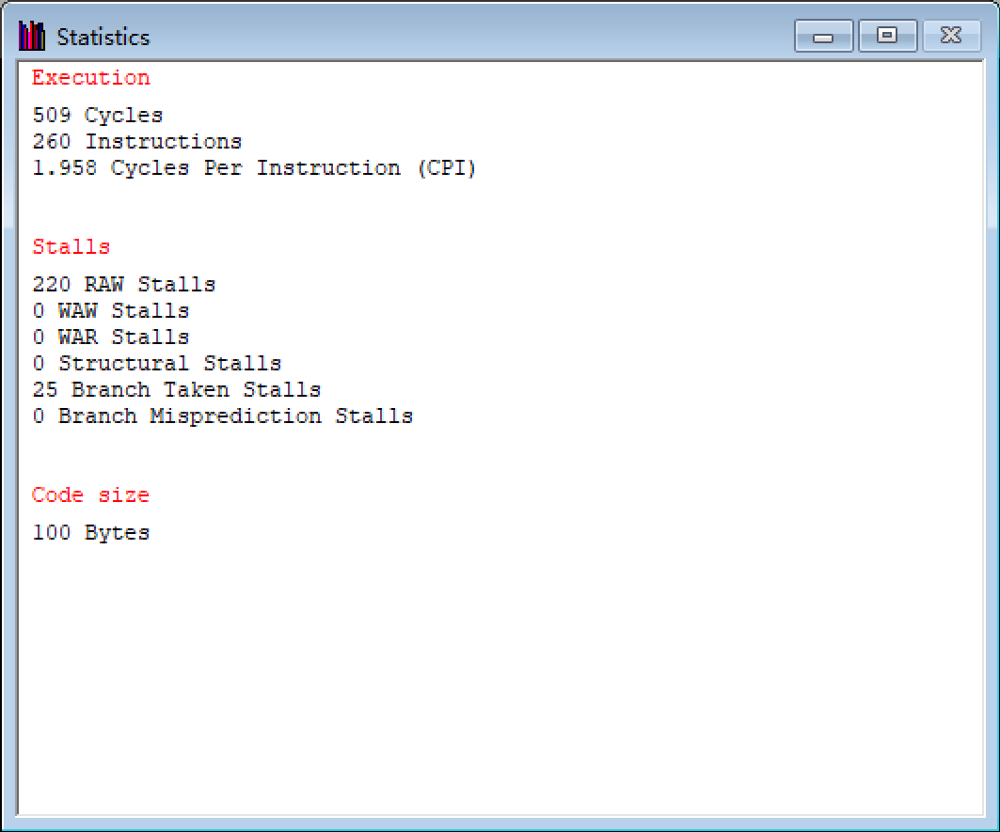 Statistics
Execution
509 Cycles
260 Instructions
1.958 Cycles Per Instruction (CPI)
Stalls
220 RAW Stalls
0 WAW Stalls
0 WAR Stalls
0 Structural Stalls
25 Branch Taken Stalls
0 Branch Misprediction Stalls
Code size
100 Bytes